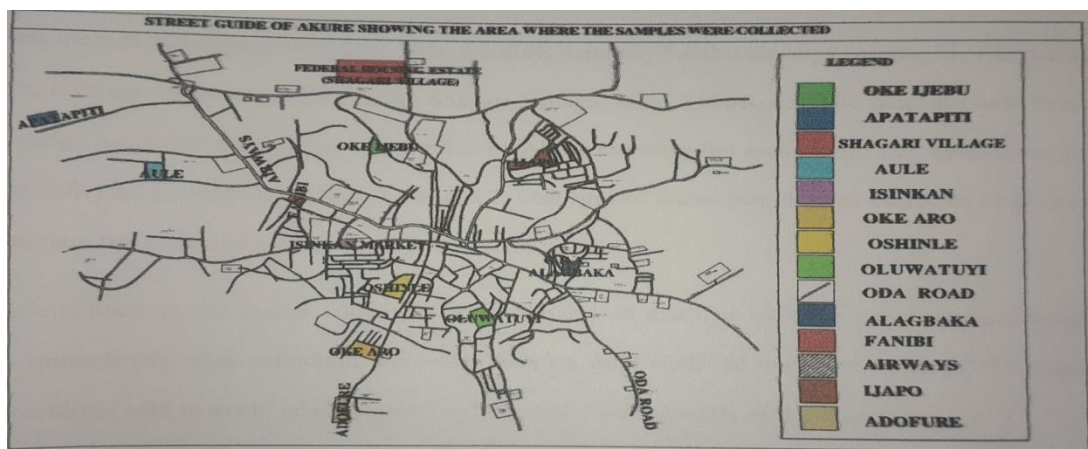 STREET GUIDE OF AKURE SHOWING THE AREA WHERE THE SAMPLES WERE COLLECTED
FEDERAL HOUSING ESTATE
(SHAGARI VILLAGE)
APATAPITI
AIRWAYS
OKE IJEBU
IJAPO
AULE
FANIBI
ISINKAN MARKET
ALAGBAKA
OSHINLE
OLUWATUYI
OKE ARO
ADOFURE
ODA ROAD
LEGEND
OKE IJEBU
APATAPITI
SHAGARI VILLAGE
AULE
ISINKAN
OKE ARO
OSHINLE
OLUWATUYI
ODA ROAD
ALAGBAKA
FANIBI
AIRWAYS
IJAPO
ADOFURE